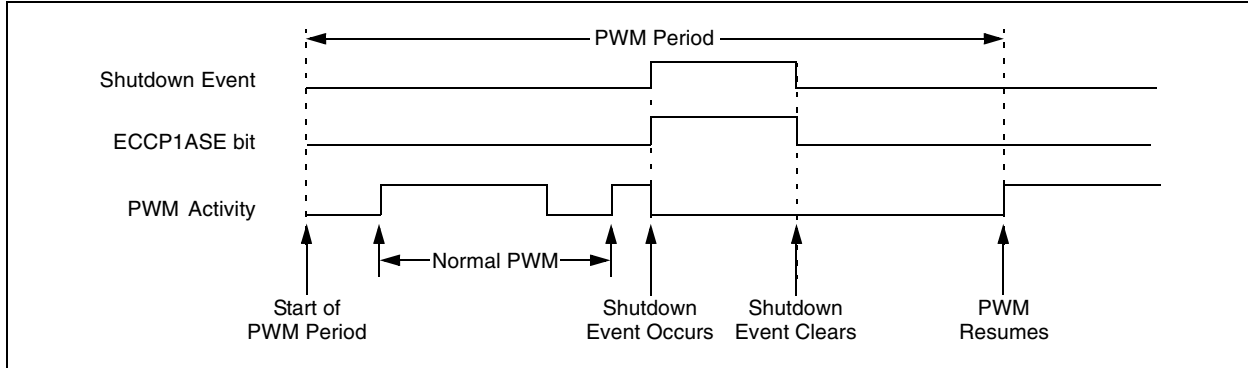 PWM Period
Shutdown Event
ECCP1ASE bit
PWM Activity
Normal PWM
Start of
PWM Period
Shutdown
Event Occurs
Shutdown
Event Clears
PWM
Resumes